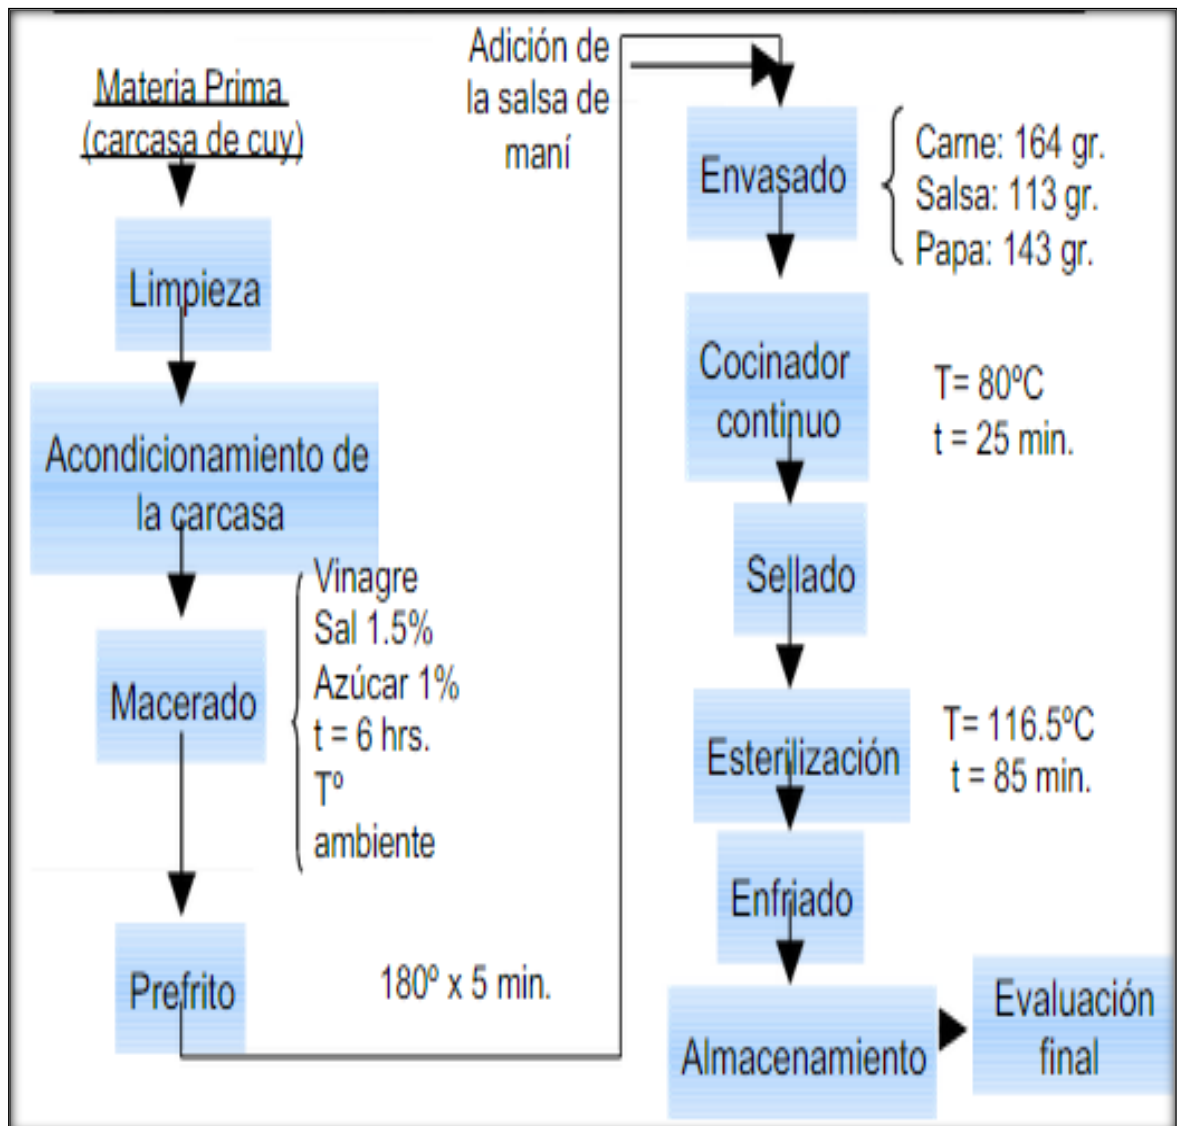 Materia Prima
(carcasa de cuy)
Limpieza
Acondicionamiento de
la carcasa
Macerado
Vinagre
Sal 1.5%
Azúcar 1%
t = 6 hrs.
Tº
ambiente
Prefrito
180º x 5 min.
Adición de
la salsa de
maní
Envasado
Carne: 164 gr.
Salsa: 113 gr.
Papa: 143 gr.
Cocinador
continuo
T= 80ºC
t = 25 min.
Sellado
Esterilización
T= 116.5ºC
t = 85 min.
Enfriado
Almacenamiento
Evaluación
final